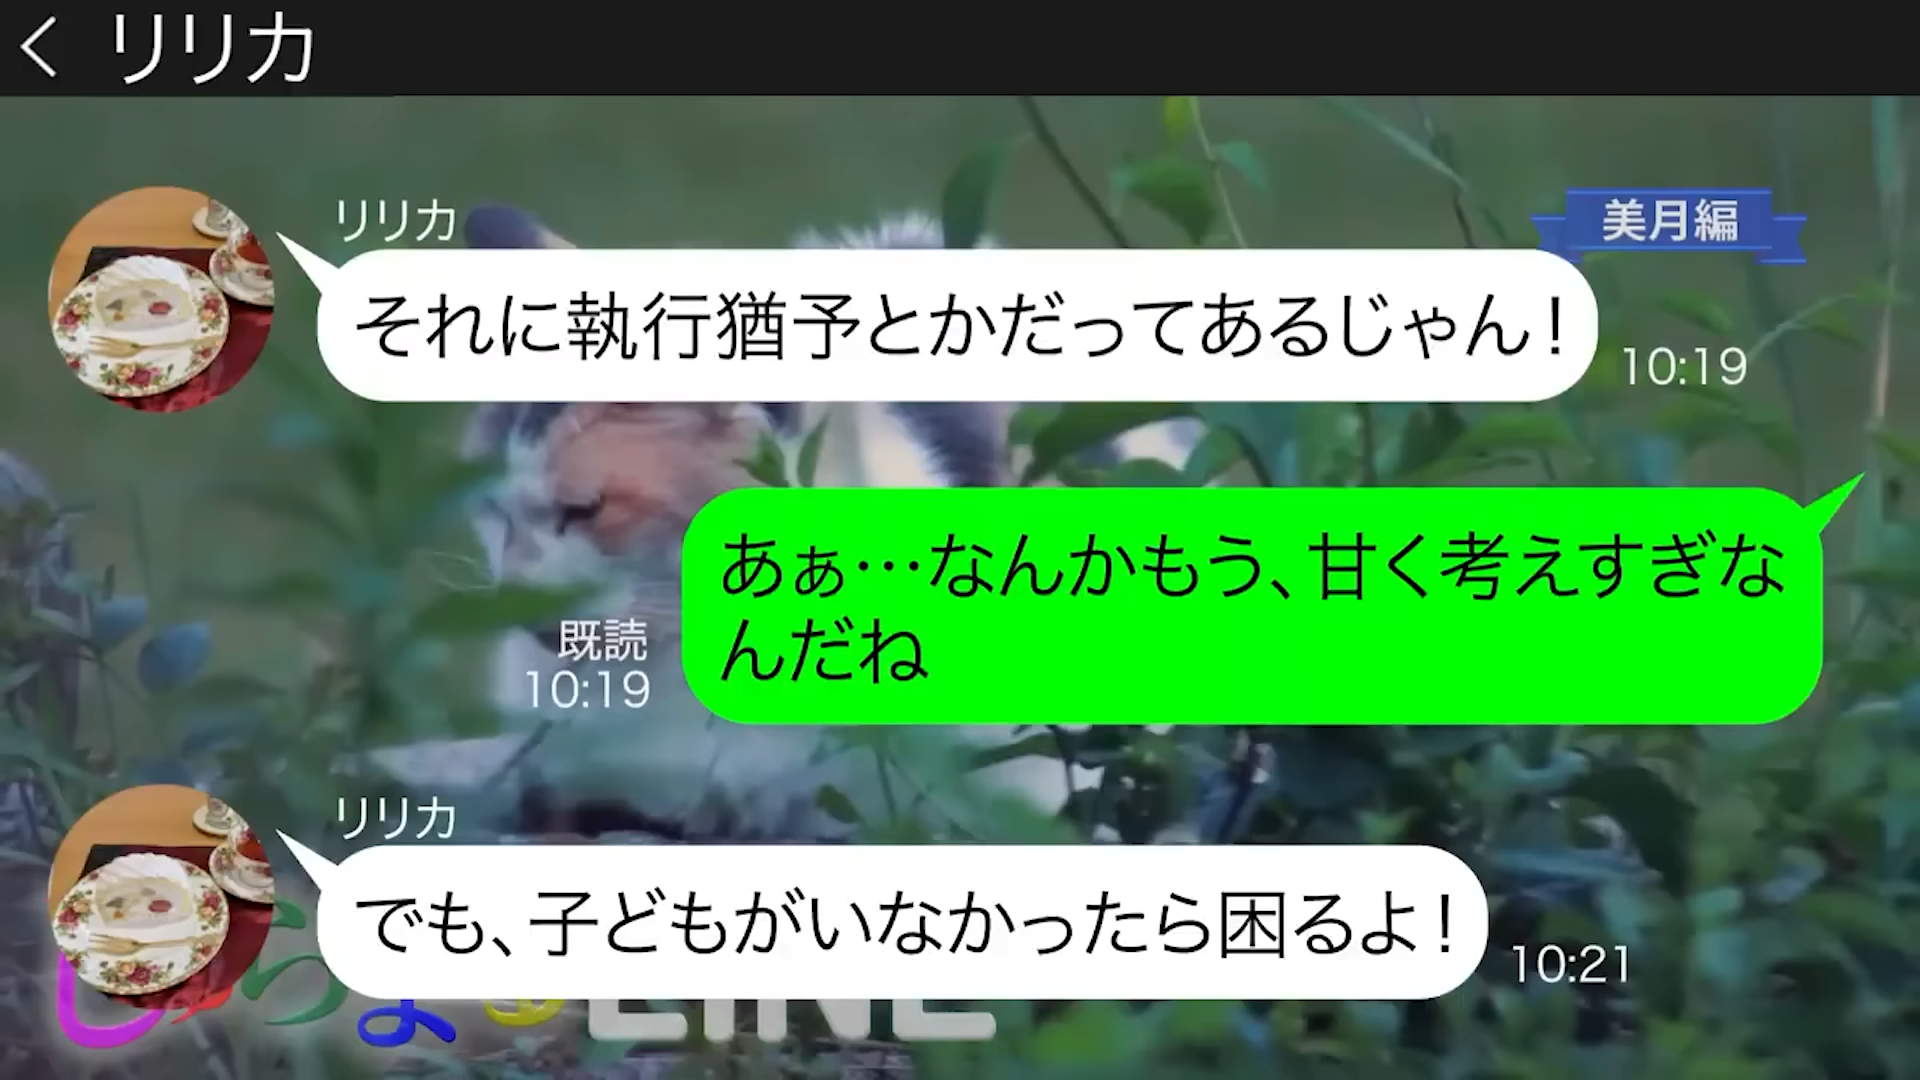 リリカ
リリカ
美月編
それに執行猶予とかだってあるじゃん！
10:19
あぁ…なんかもう、甘く考えすぎな
んだね
既読
10:19
リリカ
でも、子どもがいなかったら困るよ！
10:21
LINE